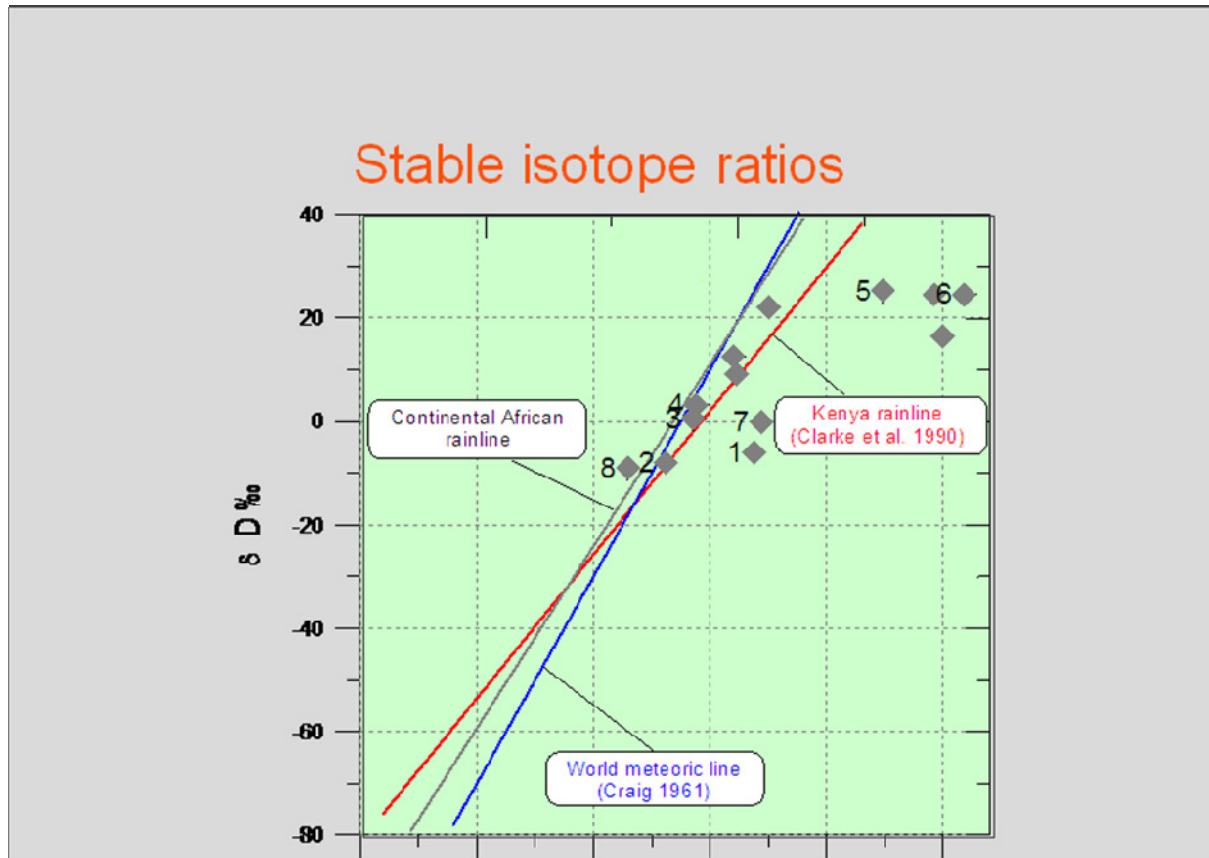 Stable isotope ratios
40
20
0
-20
-40
-60
-80
δ D‰
Continental African
rainline
Kenya rainline
(Clarke et al. 1990)
World meteoric line
(Craig 1961)
5
6
4
3
7
1
8
2